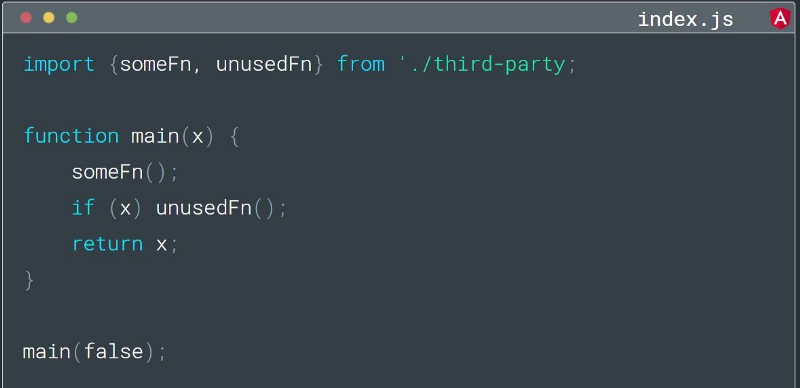 index.js
import {someFn, unusedFn} from './third-party;
function main(x) {
someFn();
if (x) unusedFn();
return x;
}
main(false);